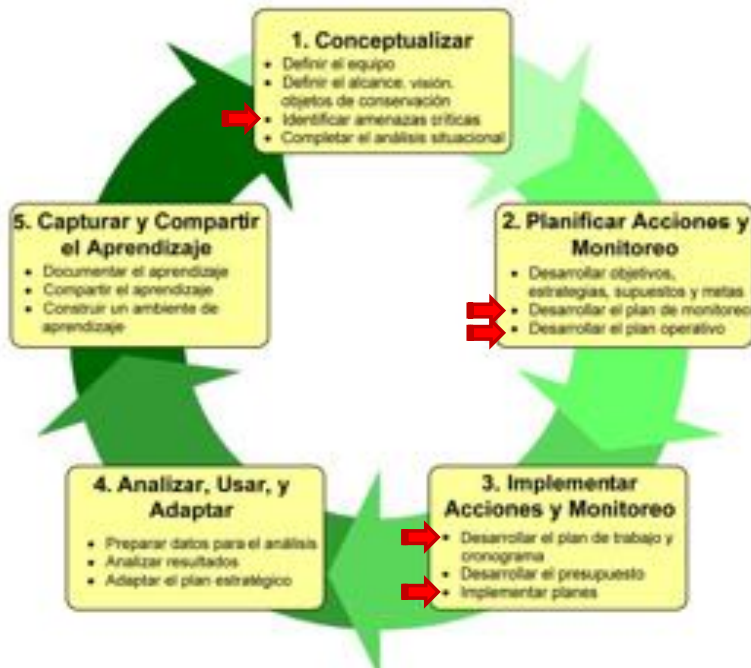 1. Conceptualizar
• Definir el equipo
• Definir el alcance, visión,
objetos de conservación
• Identificar amenazas críticas
• Completar el análisis situacional
2. Planificar Acciones y
Monitoreo
• Desarrollar objetivos,
estrategias, supuestos y metas
• Desarrollar el plan de monitoreo
• Desarrollar el plan operativo
3. Implementar
Acciones y Monitoreo
• Desarrollar el plan de trabajo y
cronograma
• Desarrollar el presupuesto
• Implementar planes
4. Analizar, Usar, y
Adaptar
• Preparar datos para el análisis
• Analizar resultados
• Adaptar el plan estratégico
5. Capturar y Compartir
el Aprendizaje
• Documentar el aprendizaje
• Compartir el aprendizaje
• Construir un ambiente de
aprendizaje